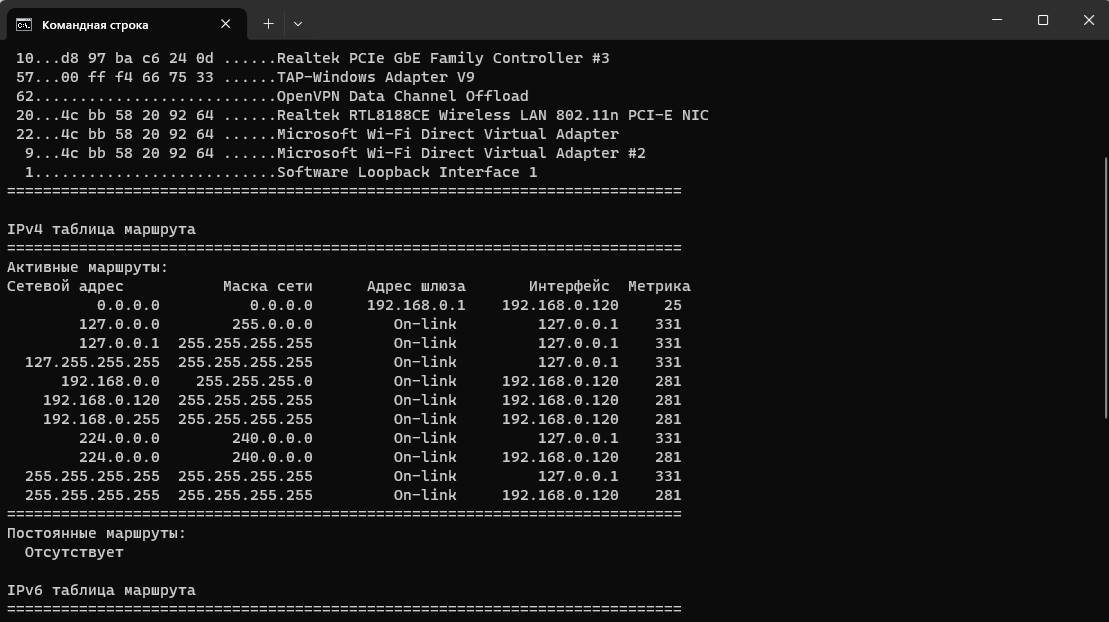 Командная строка
10...d8 97 ba c6 24 0d ......Realtek PCIe GbE Family Controller #3
57...00 ff f4 66 75 33 ......TAP-Windows Adapter V9
62...........................OpenVPN Data Channel Offload
20...4c bb 58 20 92 64 ......Realtek RTL8188CE Wireless LAN 802.11n PCI-E NIC
22...4c bb 58 20 92 64 ......Microsoft Wi-Fi Direct Virtual Adapter
9...4c bb 58 20 92 64 ......Microsoft Wi-Fi Direct Virtual Adapter #2
1...........................Software Loopback Interface 1
===========================================================================
IPv4 таблица маршрута
===========================================================================
Активные маршруты:
Сетевой адрес           Маска сети      Адрес шлюза       Интерфейс  Метрика
0.0.0.0          0.0.0.0      192.168.0.1    192.168.0.120     25
127.0.0.0        255.0.0.0         On-link         127.0.0.1    331
127.0.0.1  255.255.255.255         On-link         127.0.0.1    331
127.255.255.255  255.255.255.255         On-link         127.0.0.1    331
192.168.0.0    255.255.255.0         On-link     192.168.0.120    281
192.168.0.120  255.255.255.255         On-link     192.168.0.120    281
192.168.0.255  255.255.255.255         On-link     192.168.0.120    281
224.0.0.0        240.0.0.0         On-link         127.0.0.1    331
224.0.0.0        240.0.0.0         On-link     192.168.0.120    281
255.255.255.255  255.255.255.255         On-link         127.0.0.1    331
255.255.255.255  255.255.255.255         On-link     192.168.0.120    281
===========================================================================
Постоянные маршруты:
Отсутствует
IPv6 таблица маршрута
===========================================================================